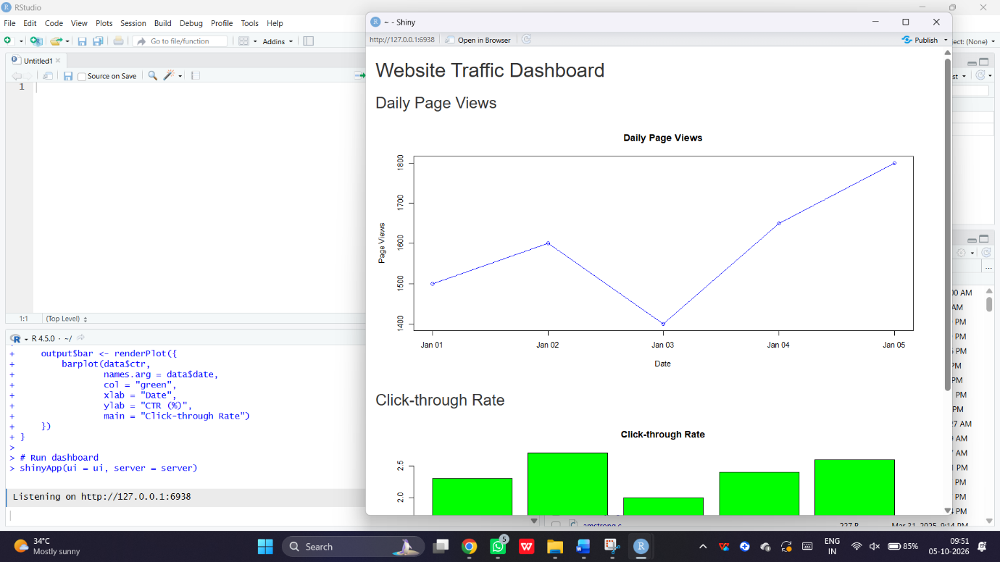 RStudio
File Edit Code View Plots Session Build Debug Profile Tools Help
Go to file/function
Addins
ject: (None)
Untitled1
Source on Save
1
1:1 (Top Level)
R 4.5.0 · ~/
+ output$bar <- renderPlot({
+ barplot(data$ctr,
+ names.arg = data$date,
+ col = "green",
+ xlab = "Date",
+ ylab = "CTR (%)",
+ main = "Click-through Rate")
+ })
+ }
>
> # Run dashboard
> shinyApp(ui = ui, server = server)
Listening on http://127.0.0.1:6938
~ - Shiny
http://127.0.0.1:6938 Open in Browser Publish
Website Traffic Dashboard
Daily Page Views
Daily Page Views
Page Views
1800
1700
1600
1500
1400
Jan 01 Jan 02 Jan 03 Jan 04 Jan 05
Date
Click-through Rate
Click-through Rate
2.5
2.0
st
00 AM
AM
PM
PM
PM
PM
PM
PM
PM
27 AM
AM
AM
PM
PM
PM
PM
227 B Mar 31, 2025, 9:14 PM
34°C
Mostly sunny
Search
5
W
ENG
IN
85%
09:51
05-10-2026